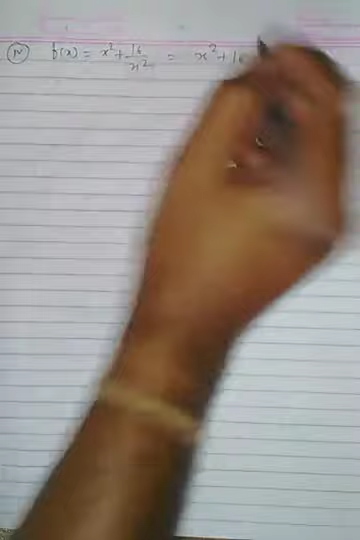 (iv) f(x) = x² + 16/x² = x² + 16